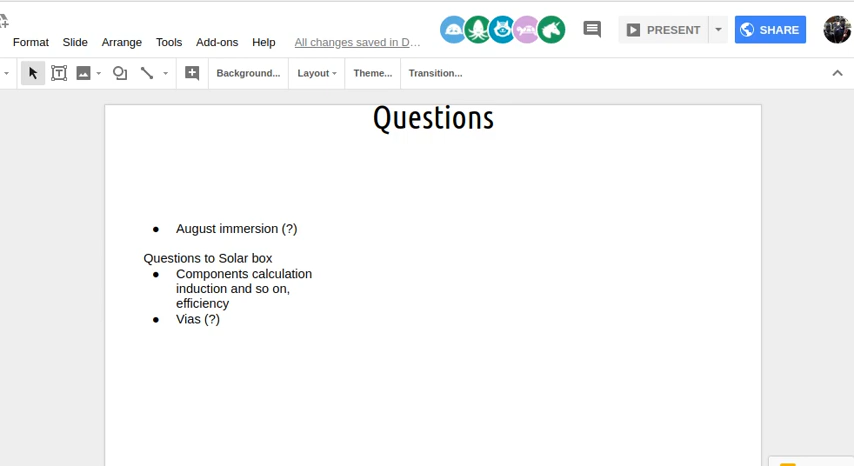 Format Slide Arrange Tools Add-ons Help All changes saved in D... PRESENT SHARE
Background... Layout Theme... Transition...
Questions
● August immersion (?)
Questions to Solar box
● Components calculation
induction and so on,
efficiency
● Vias (?)